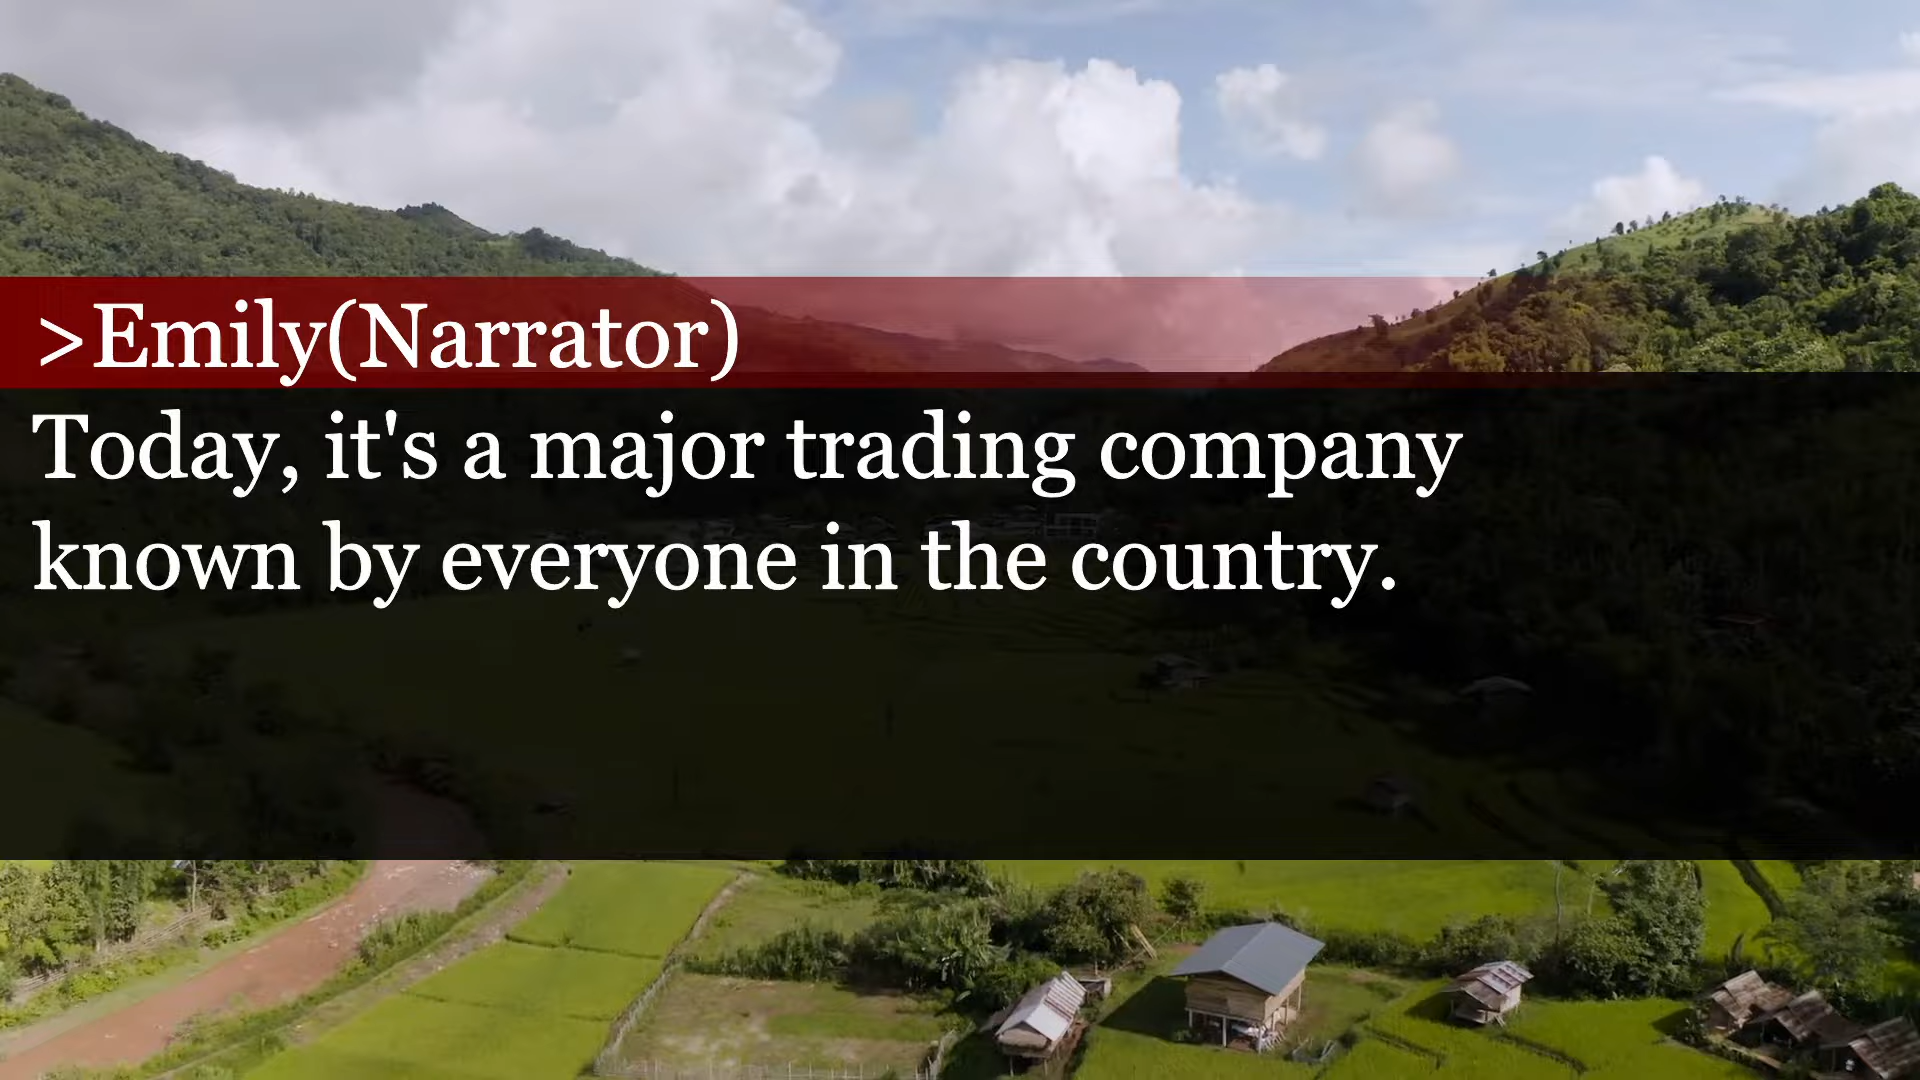 >Emily(Narrator)
Today, it's a major trading company
known by everyone in the country.